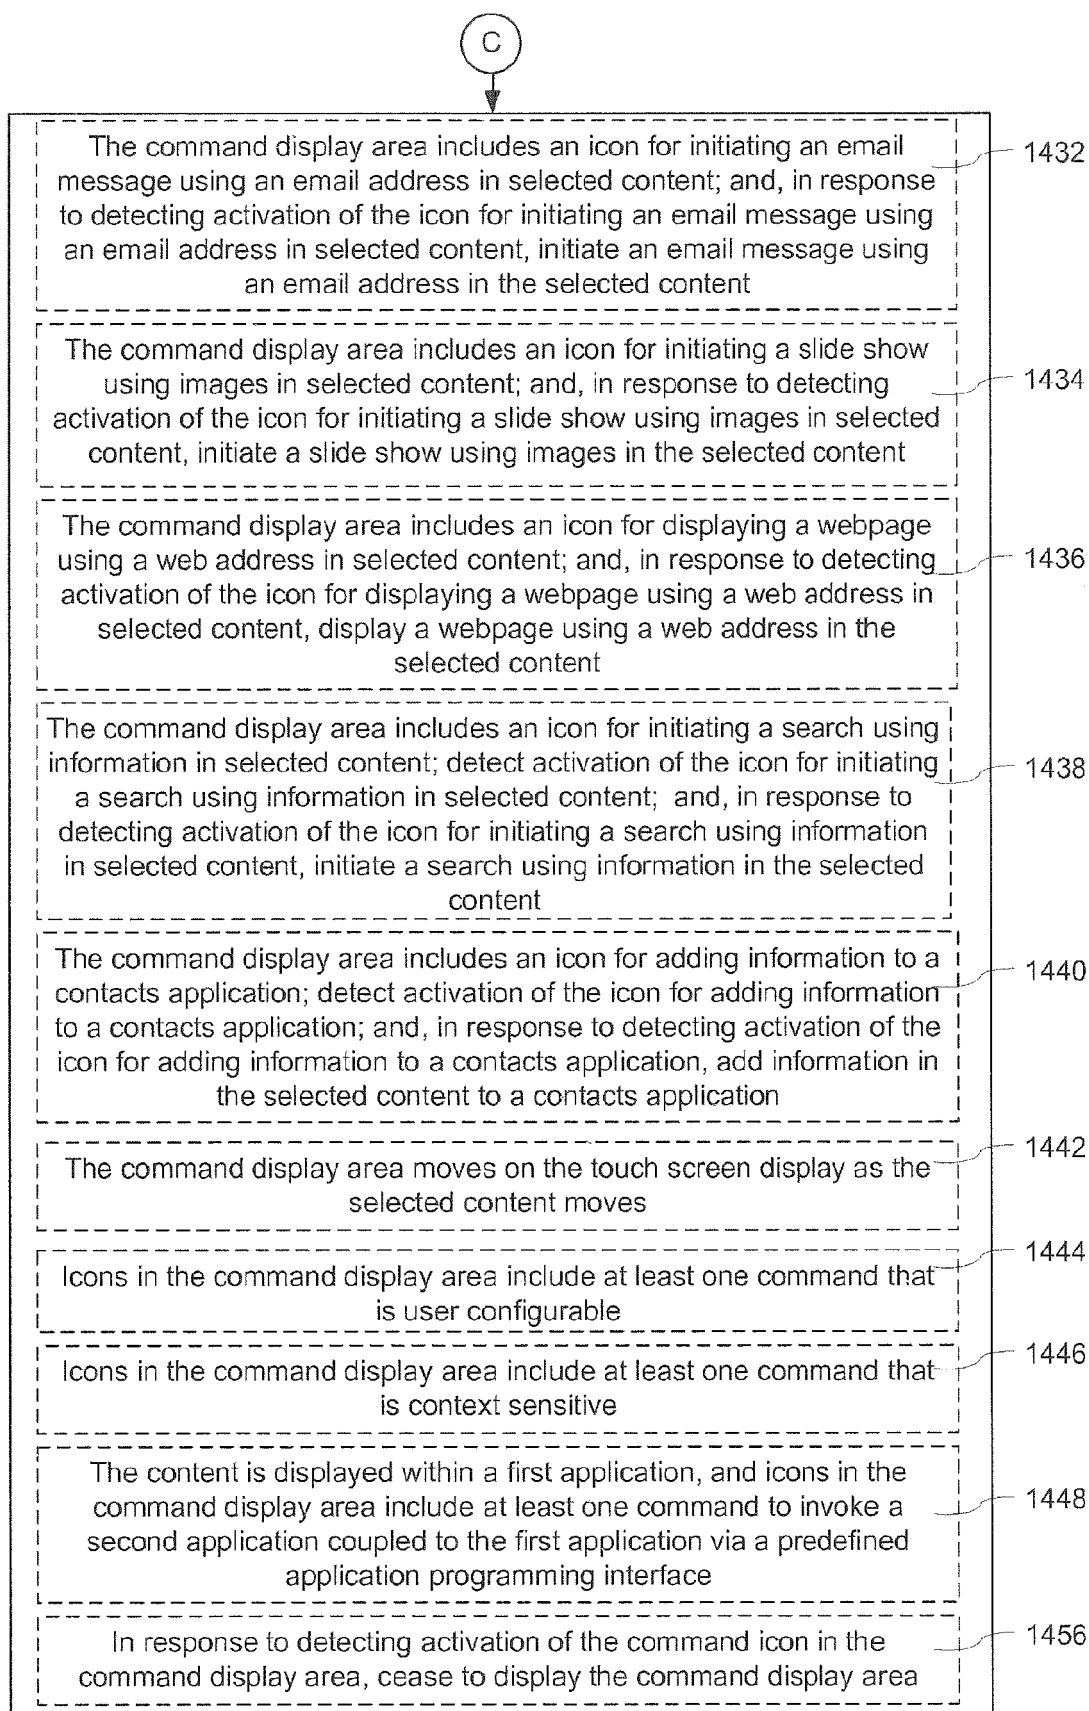 C
The command display area includes an icon for initiating an email
message using an email address in selected content; and, in response
to detecting activation of the icon for initiating an email message using
an email address in selected content, initiate an email message using
an email address in the selected content
1432
The command display area includes an icon for initiating a slide show
using images in selected content; and, in response to detecting
activation of the icon for initiating a slide show using images in selected
content, initiate a slide show using images in the selected content
1434
The command display area includes an icon for displaying a webpage
using a web address in selected content; and, in response to detecting
activation of the icon for displaying a webpage using a web address in
selected content, display a webpage using a web address in the
selected content
1436
The command display area includes an icon for initiating a search using
information in selected content; detect activation of the icon for initiating
a search using information in selected content; and, in response to
detecting activation of the icon for initiating a search using information
in selected content, initiate a search using information in the selected
content
1438
The command display area includes an icon for adding information to a
contacts application; detect activation of the icon for adding information
to a contacts application; and, in response to detecting activation of the
icon for adding information to a contacts application, add information in
the selected content to a contacts application
1440
The command display area moves on the touch screen display as the
selected content moves
1442
Icons in the command display area include at least one command that
is user configurable
1444
Icons in the command display area include at least one command that
is context sensitive
1446
The content is displayed within a first application, and icons in the
command display area include at least one command to invoke a
second application coupled to the first application via a predefined
application programming interface
1448
In response to detecting activation of the command icon in the
command display area, cease to display the command display area
1456